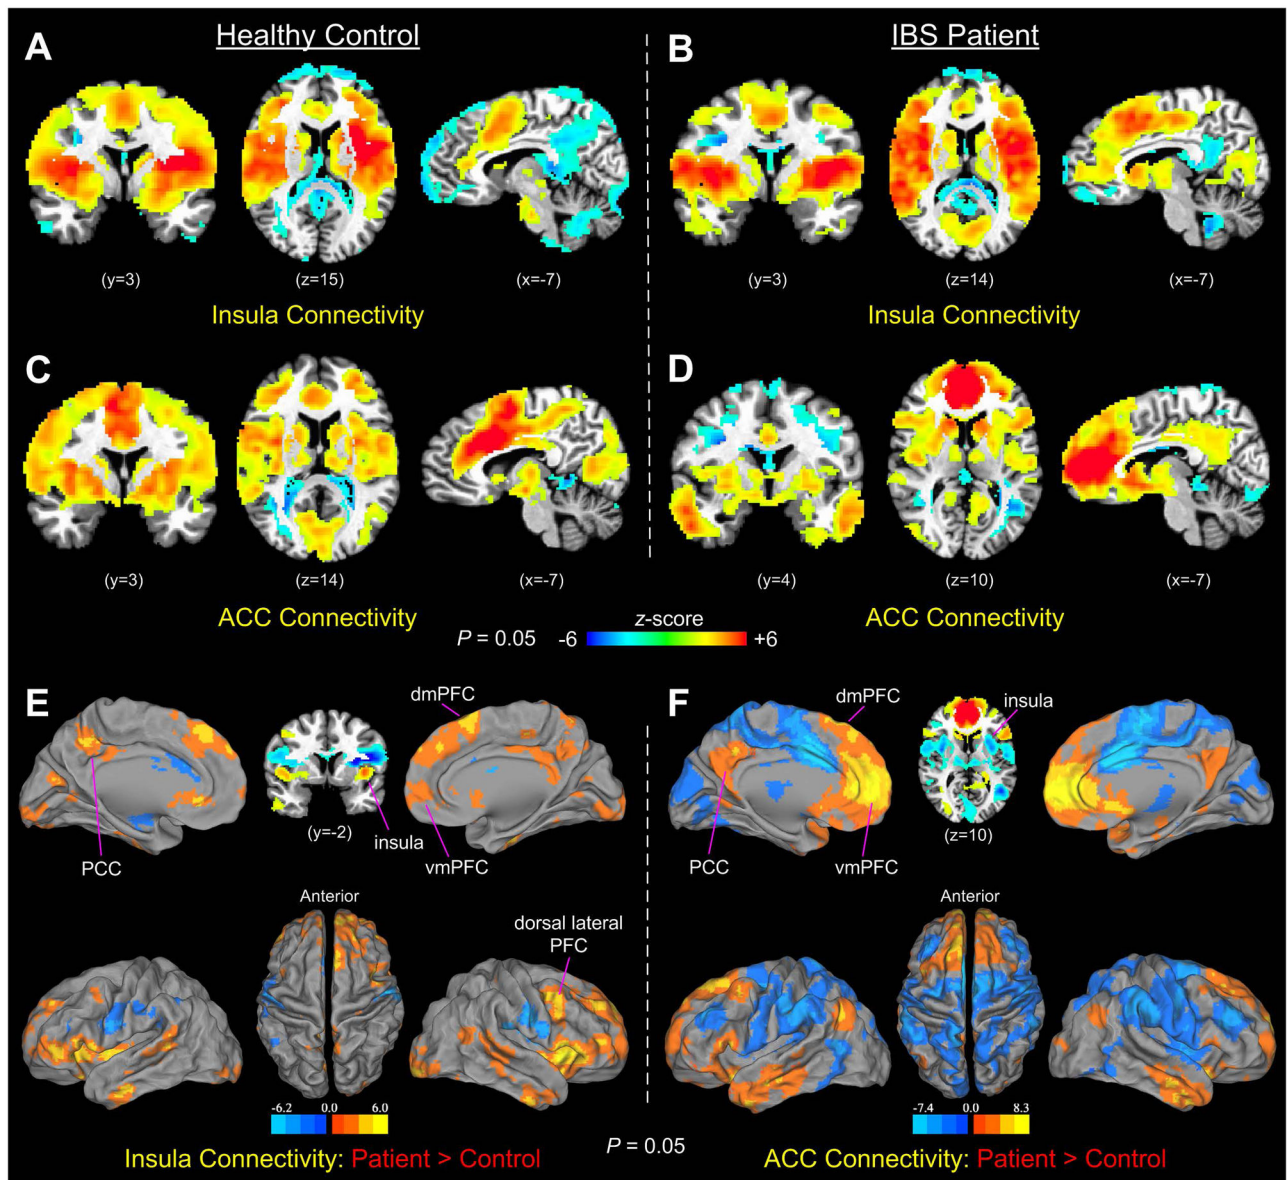 Healthy Control
IBS Patient
A
B
(y=3)
(z=15)
(x=-7)
(y=3)
(z=14)
(x=-7)
Insula Connectivity
Insula Connectivity
C
D
(y=3)
(z=14)
(x=-7)
(y=4)
(z=10)
(x=-7)
ACC Connectivity
ACC Connectivity
z-score
P = 0.05
-6
+6
E
dmPFC
F
dmPFC
insula
(y=-2)
insula
(z=10)
PCC
vmPFC
PCC
vmPFC
Anterior
Anterior
dorsal lateral
PFC
-6.2
0.0
6.0
-7.4
0.0
8.3
P = 0.05
Insula Connectivity: Patient > Control
ACC Connectivity: Patient > Control